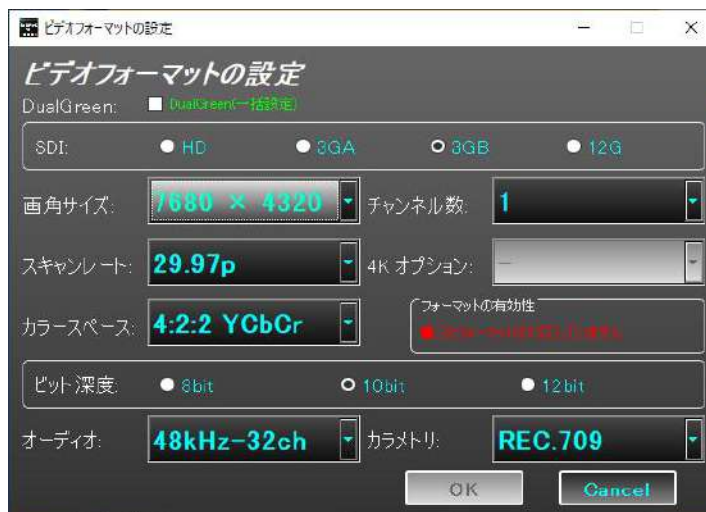 ビデオフォーマットの設定
ビデオフォーマットの設定
DualGreen: DualGreen(一括設定)
SDI: HD 3GA 3GB 12G
画角サイズ: 7680 × 4320 チャンネル数: 1
スキャンレート: 29.97p 4K オプション: -
カラースペース: 4:2:2 YCbCr フォーマットの有効性
ビット深度: 8bit 10bit 12bit
オーディオ: 48kHz-32ch カラメトリ: REC.709
OK Cancel